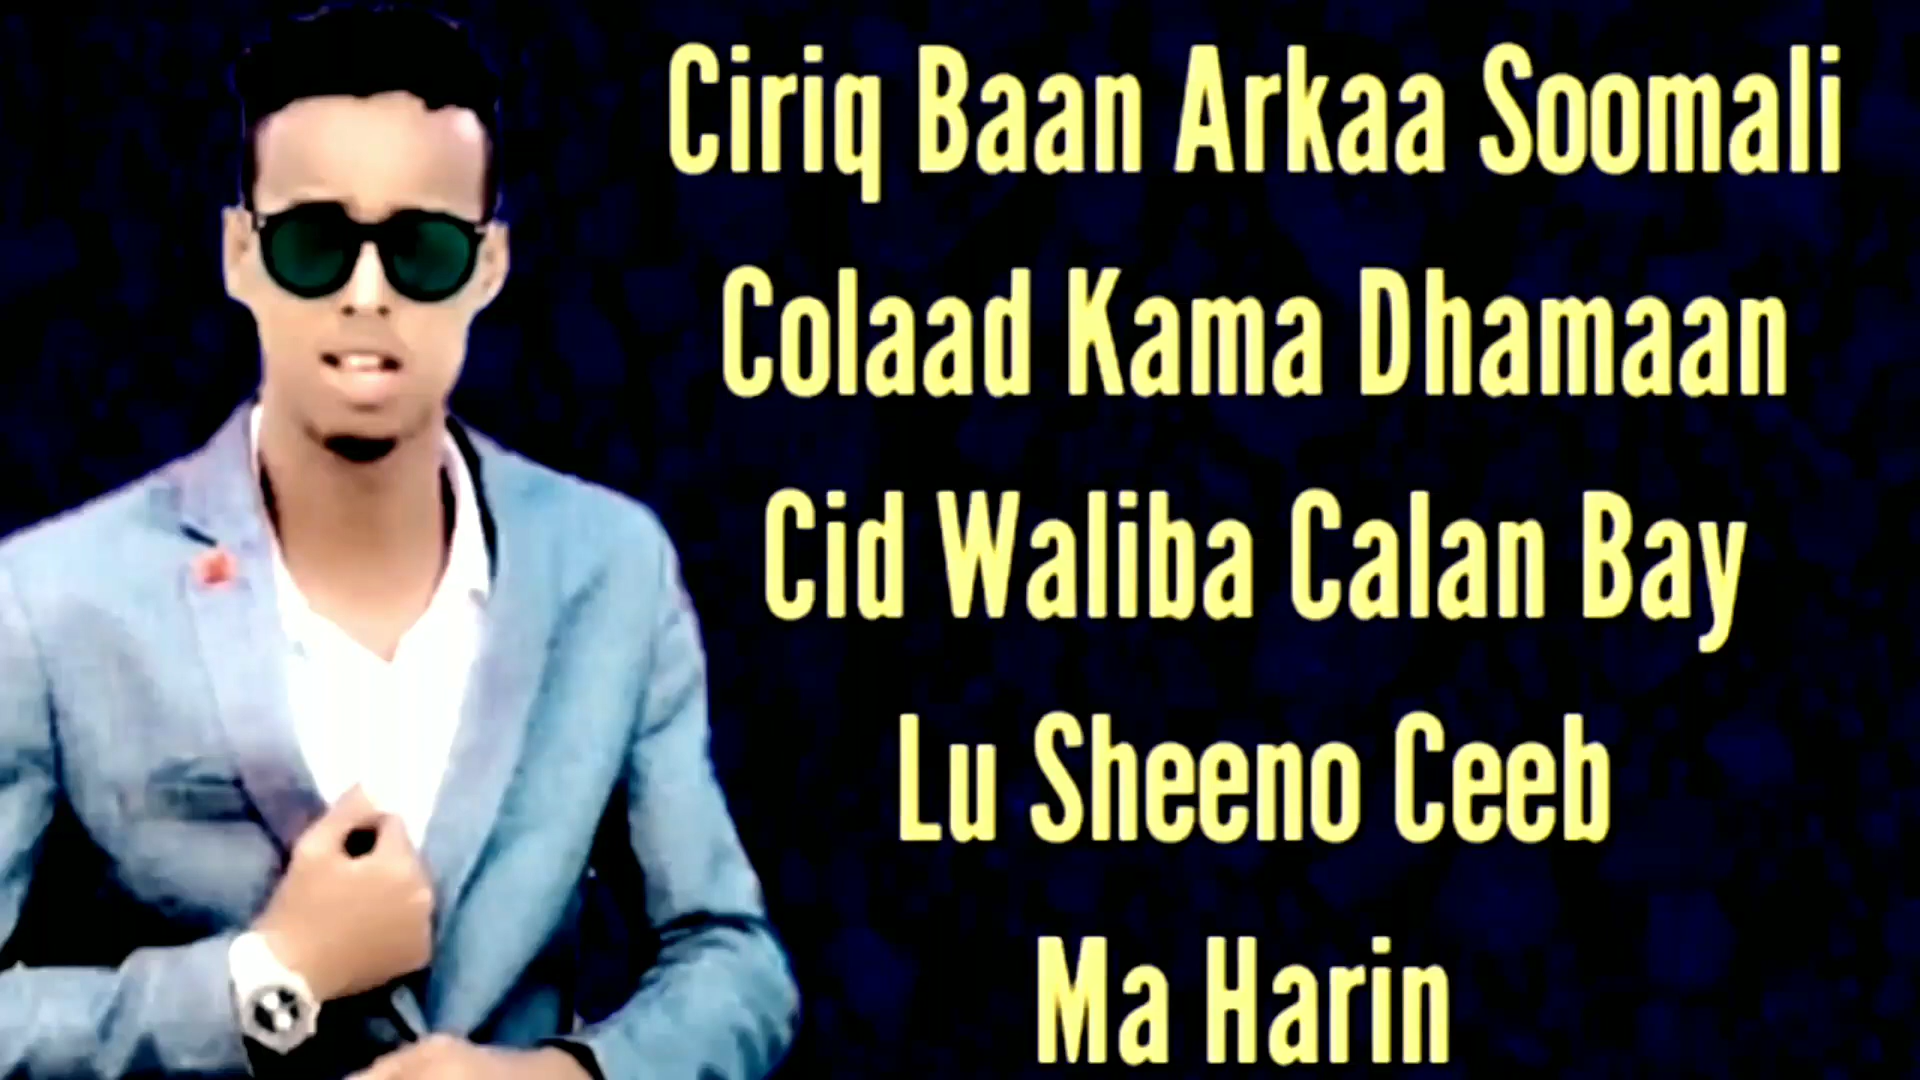 Ciriq Baan Arkaa Soomali
Colaad Kama Dhamaan
Cid Waliba Calan Bay
Lu Sheeno Ceeb
Ma Harin